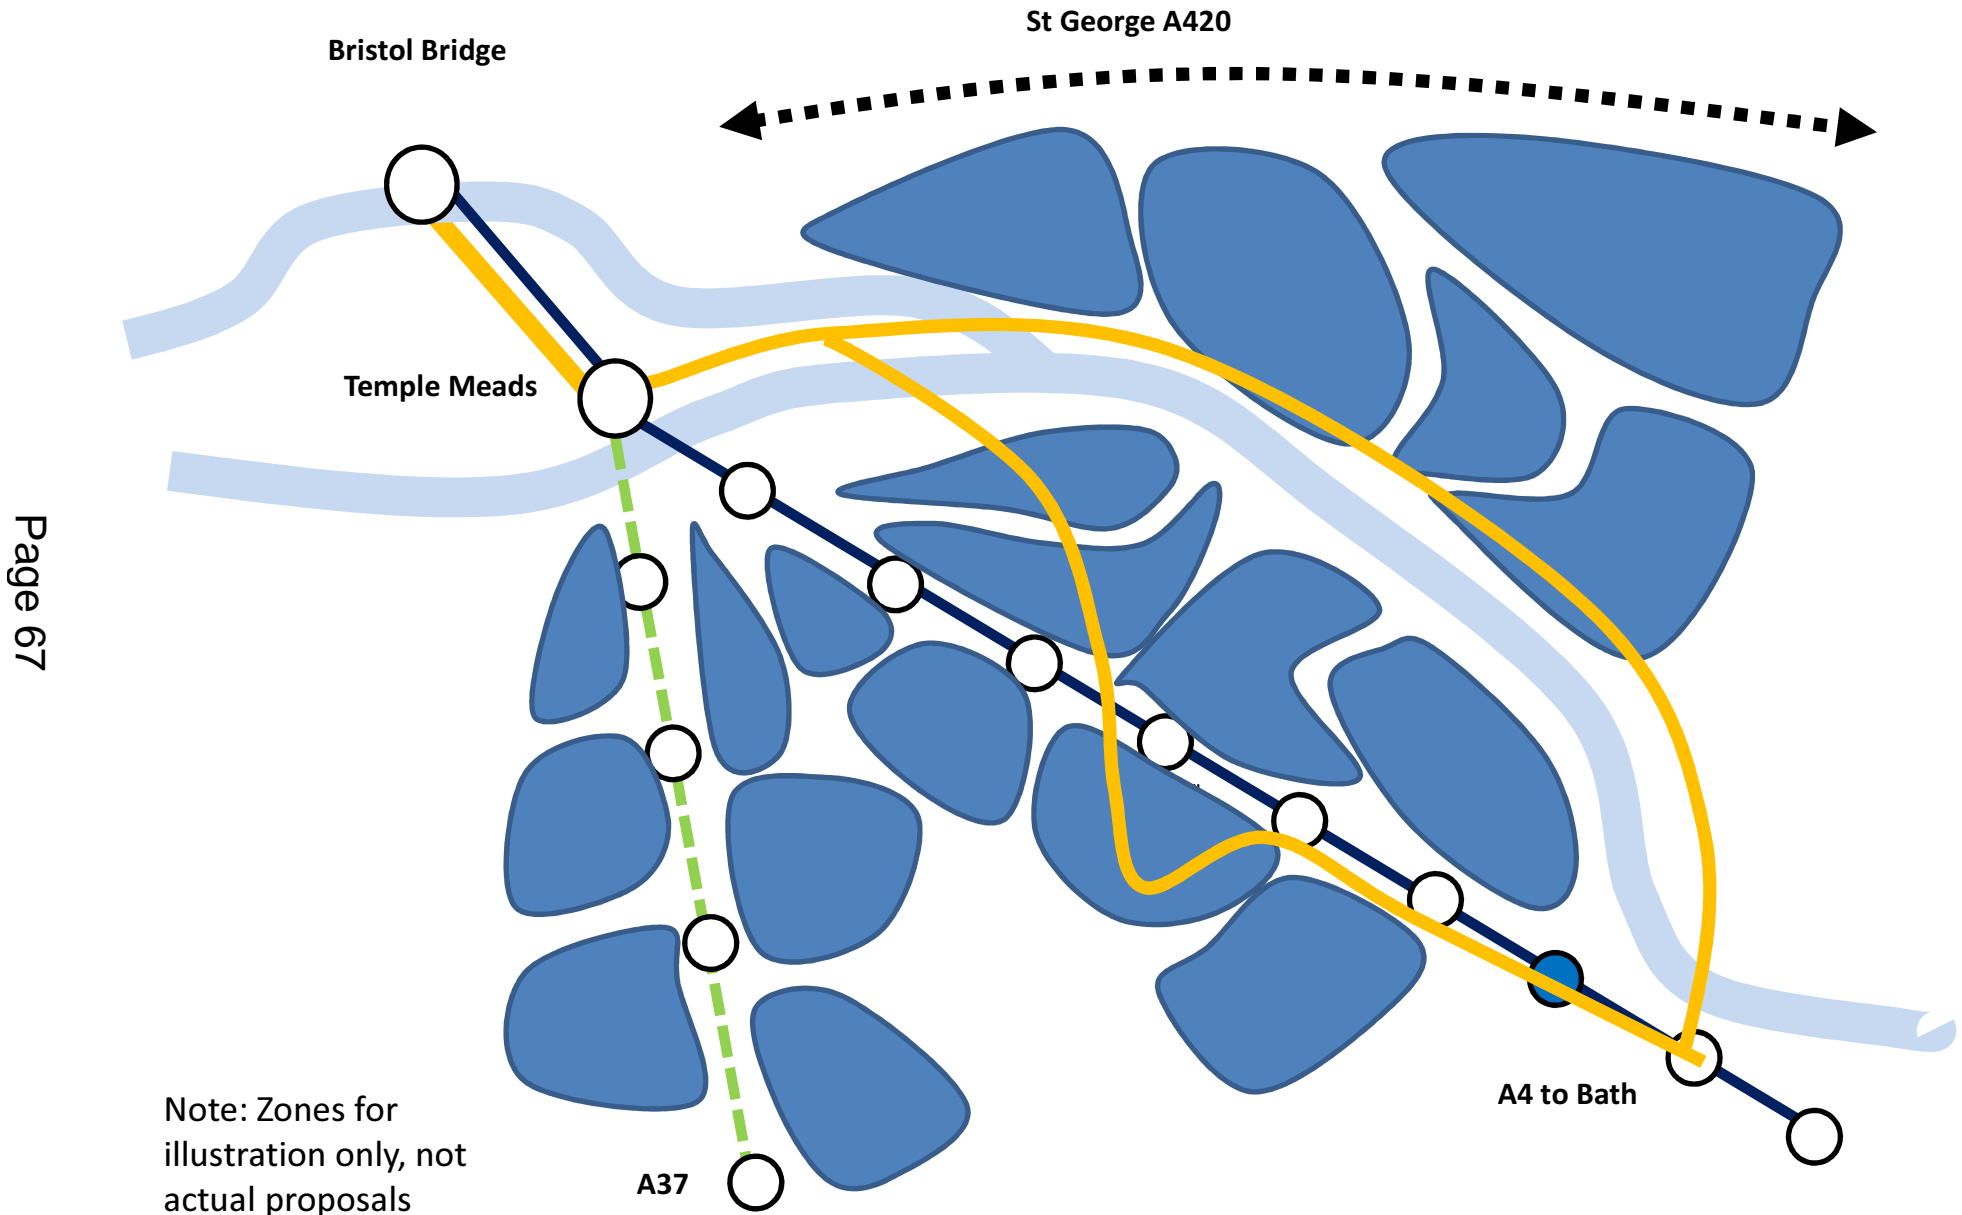 St George A420
Bristol Bridge
Temple Meads
Page 67
A4 to Bath
Note: Zones for
illustration only, not
actual proposals
A37